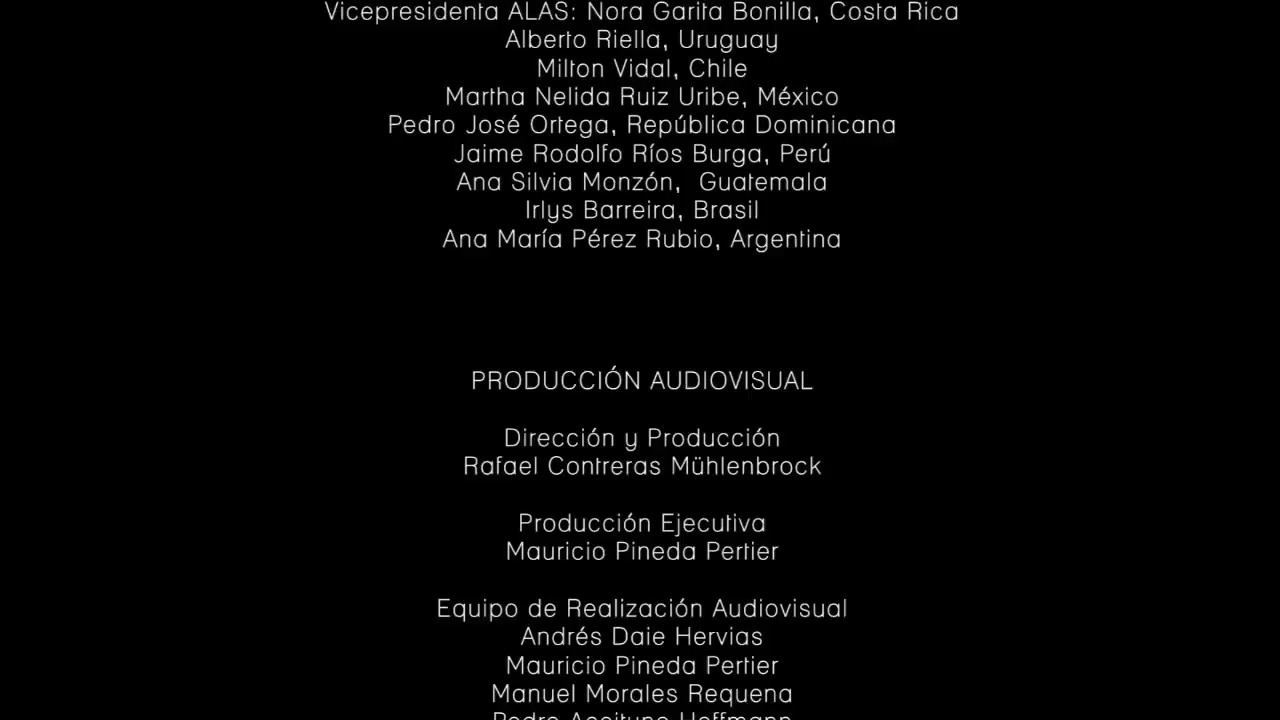 Vicepresidenta ALAS: Nora Garita Bonilla, Costa Rica
Alberto Riella, Uruguay
Milton Vidal, Chile
Martha Nelida Ruiz Uribe, México
Pedro José Ortega, República Dominicana
Jaime Rodolfo Ríos Burga, Perú
Ana Silvia Monzón,  Guatemala
Irlys Barreira, Brasil
Ana María Pérez Rubio, Argentina
PRODUCCIÓN AUDIOVISUAL
Dirección y Producción
Rafael Contreras Mühlenbrock
Producción Ejecutiva
Mauricio Pineda Pertier
Equipo de Realización Audiovisual
Andrés Daie Hervias
Mauricio Pineda Pertier
Manuel Morales Requena
Pedro Aceituno Hoffmann